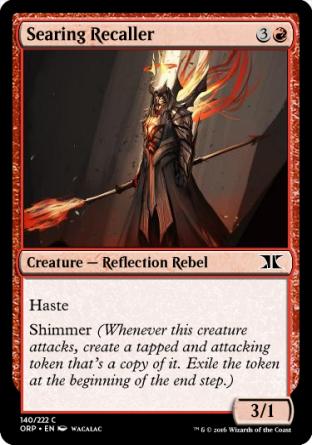 Searing Recaller 3
Creature — Reflection Rebel
Haste
Shimmer (Whenever this creature
attacks, create a tapped and attacking
token that's a copy of it. Exile the token
at the beginning of the end step.)
140/222 C
ORP • EN WACALAC
™ & © 2016 Wizards of the Coast
3/1